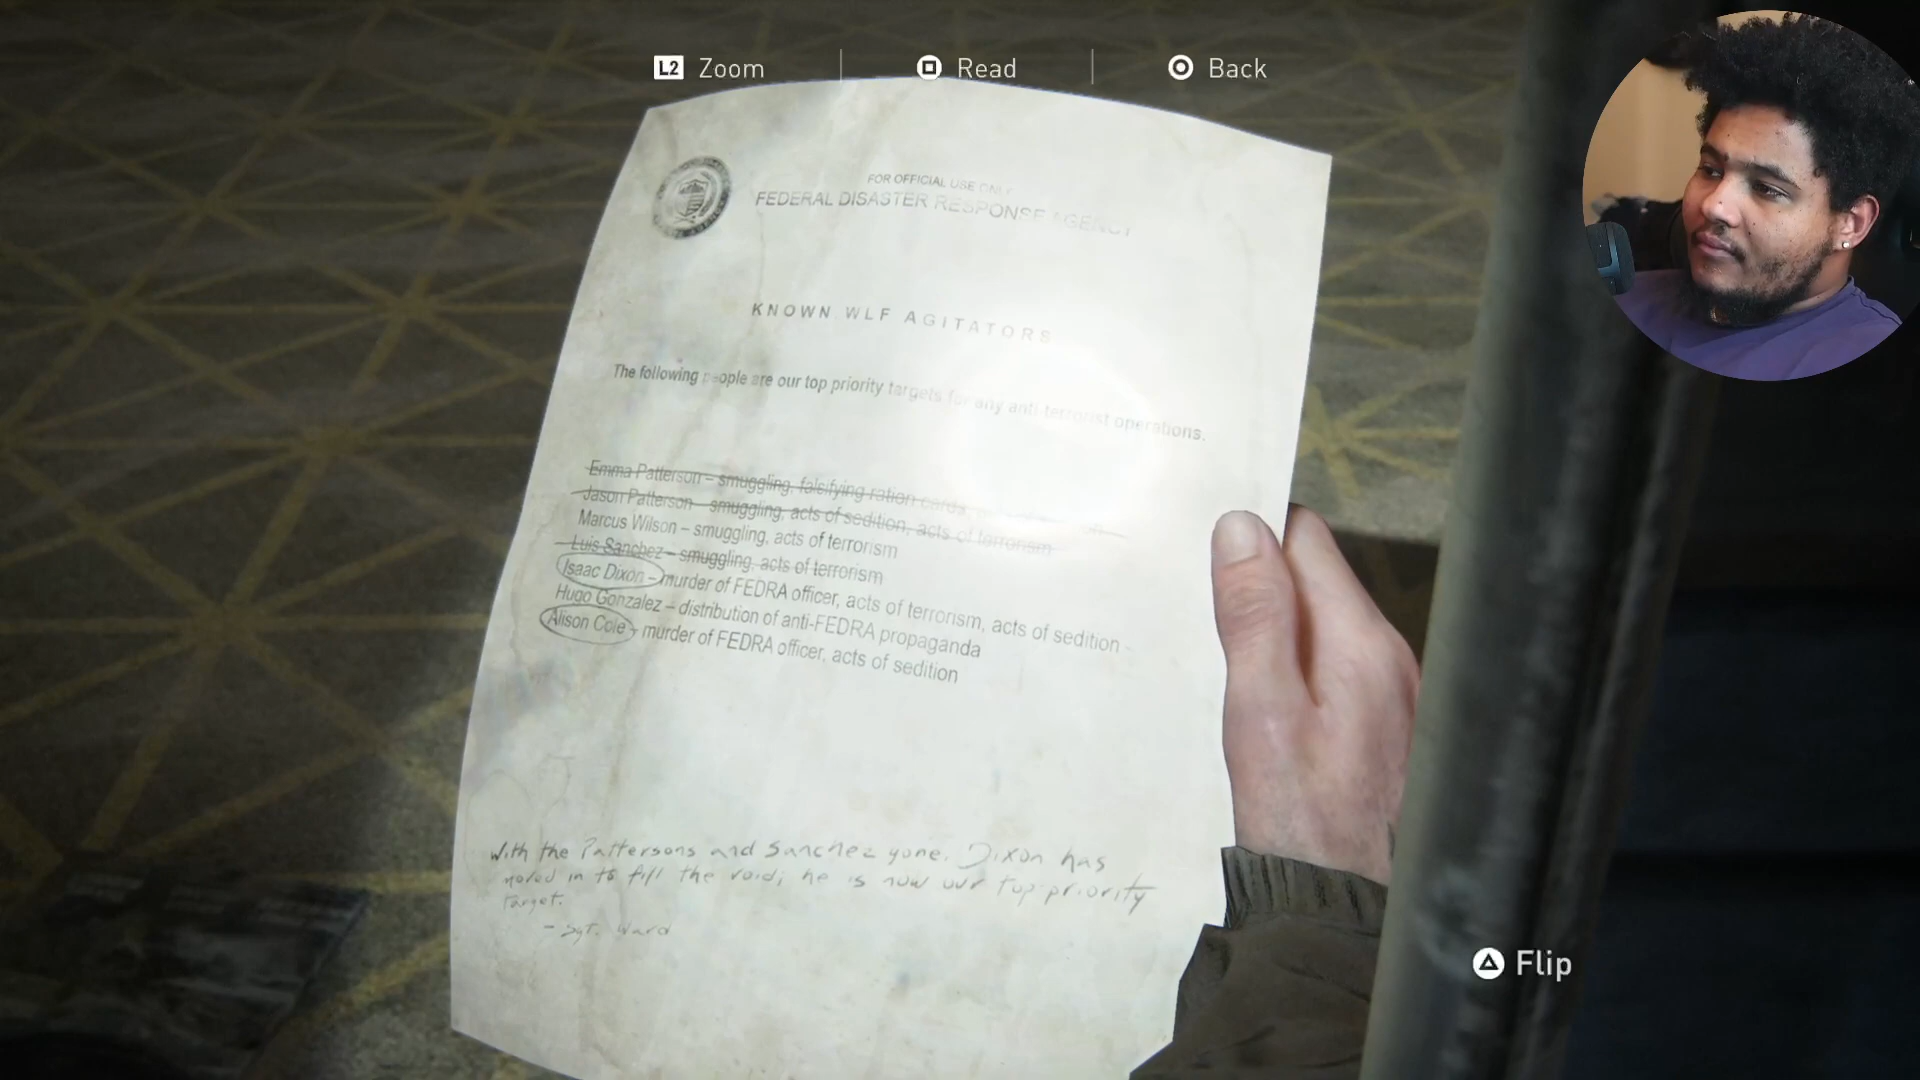 L2 Zoom
Read
Back
FOR OFFICIAL USE ONLY
FEDERAL DISASTER RESPONSE AGENCY
KNOWN WLF AGITATORS
The following people are our top priority targets for any anti terrorist operations.
Emma Patterson – smuggling, falsifying ration cards,
Jason Patterson – smuggling, acts of sedition, acts of terrorism
Marcus Wilson – smuggling, acts of terrorism
Luis Sanchez – smuggling, acts of terrorism
Isaac Dixon – murder of FEDRA officer, acts of terrorism, acts of sedition
Hugo Gonzalez – distribution of anti-FEDRA propaganda
Alison Cole – murder of FEDRA officer, acts of sedition
With the Pattersons and Sanchez gone, Dixon has
moved in to fill the void; he is now our top priority
target.
- Sgt. Ward
Flip